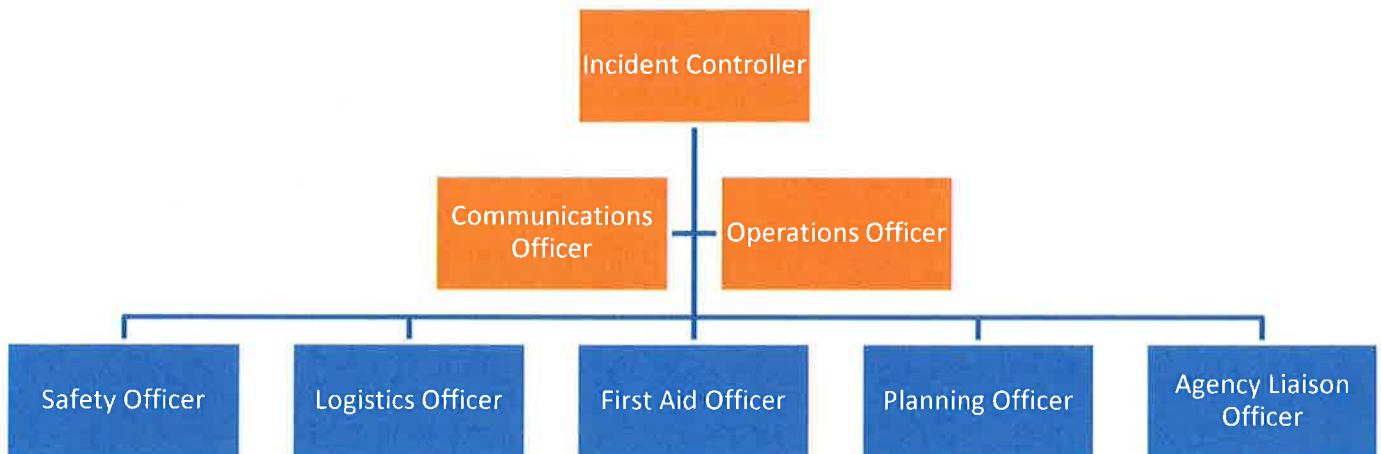 Incident Controller
Communications
Officer
Operations Officer
Safety Officer
Logistics Officer
First Aid Officer
Planning Officer
Agency Liaison
Officer